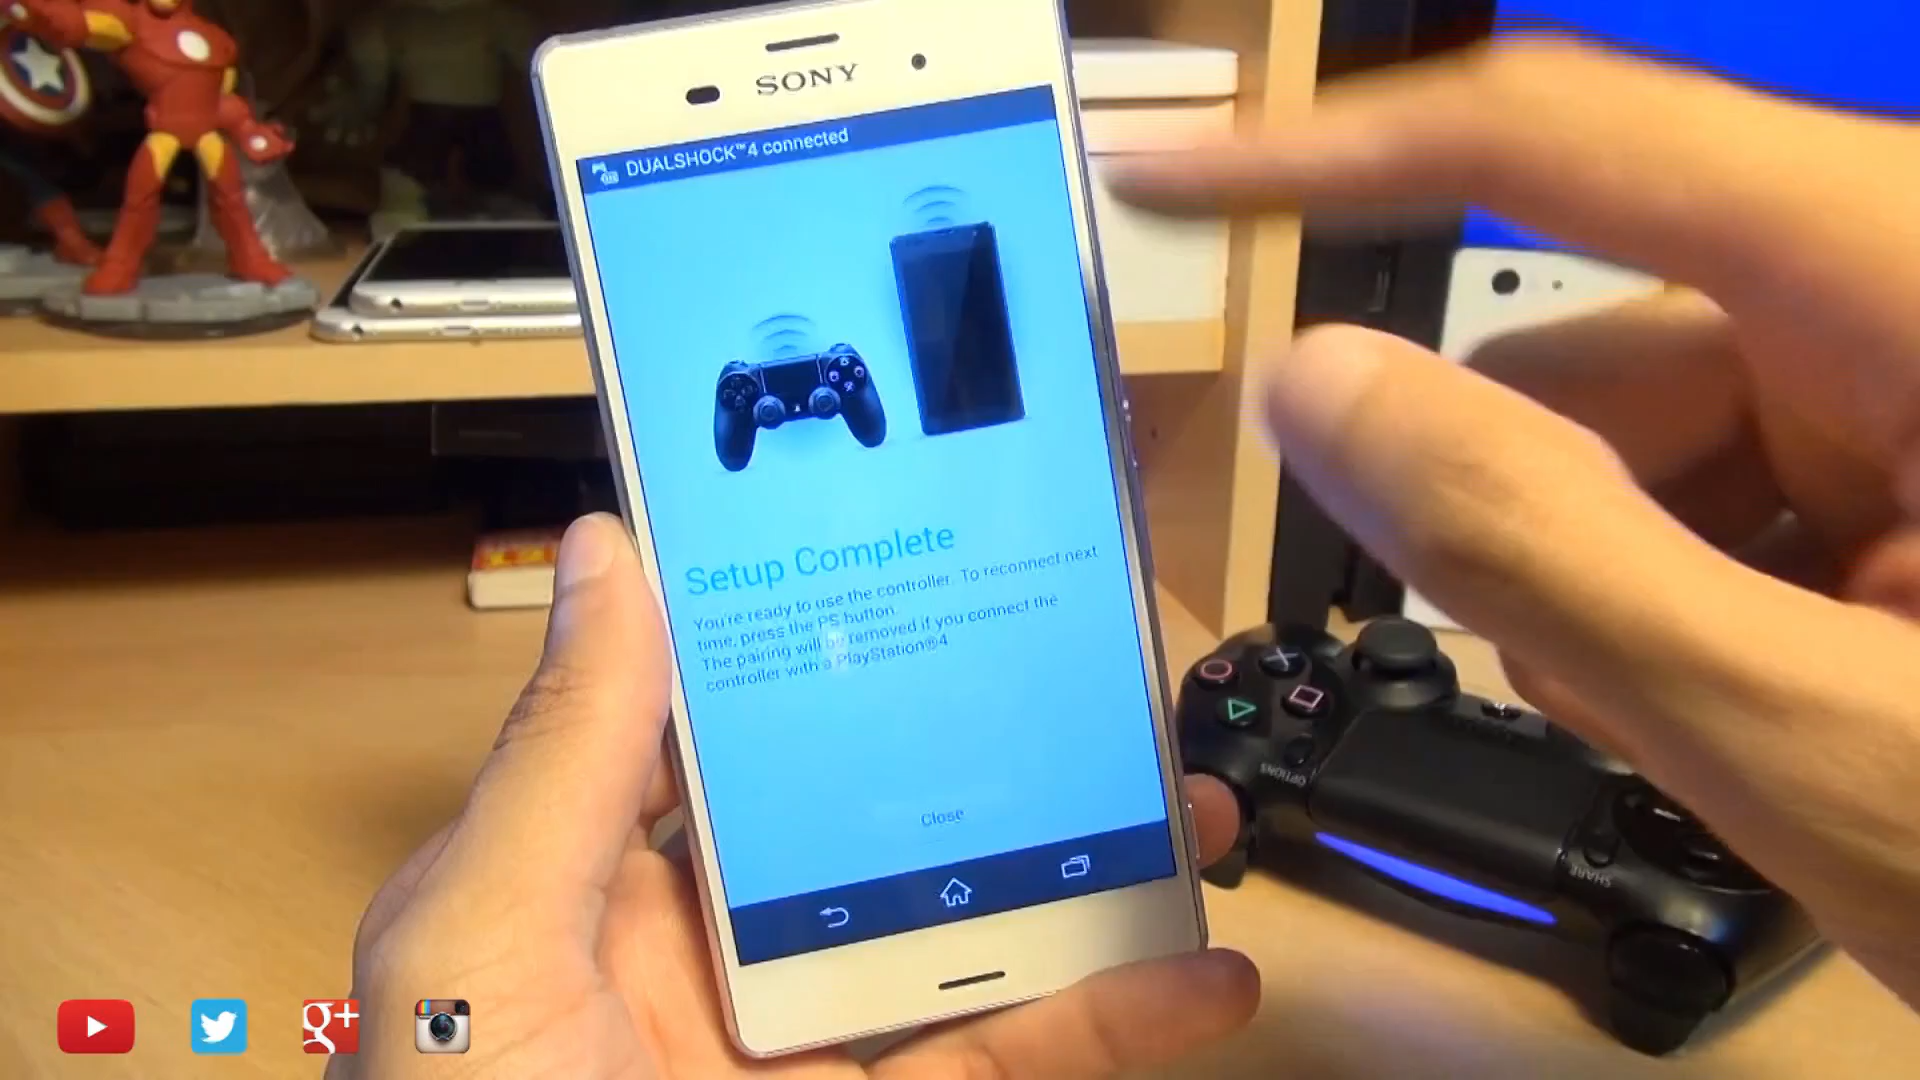 SONY
DUALSHOCK™4 connected
Setup Complete
You're ready to use the controller. To reconnect next
time, press the PS button.
The pairing will be removed if you connect the
controller with a PlayStation®4
Close
OPTIONS
SHARE
g+